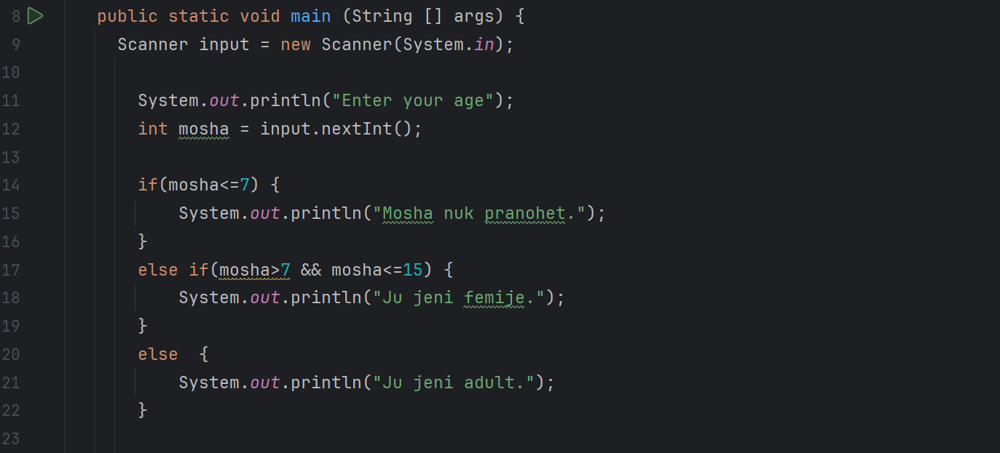 8 public static void main (String [] args) {
9 Scanner input = new Scanner(System.in);
10
11 System.out.println("Enter your age");
12 int mosha = input.nextInt();
13
14 if(mosha<=7) {
15 System.out.println("Mosha nuk pranohet.");
16 }
17 else if(mosha>7 && mosha<=15) {
18 System.out.println("Ju jeni femije.");
19 }
20 else  {
21 System.out.println("Ju jeni adult.");
22 }
23